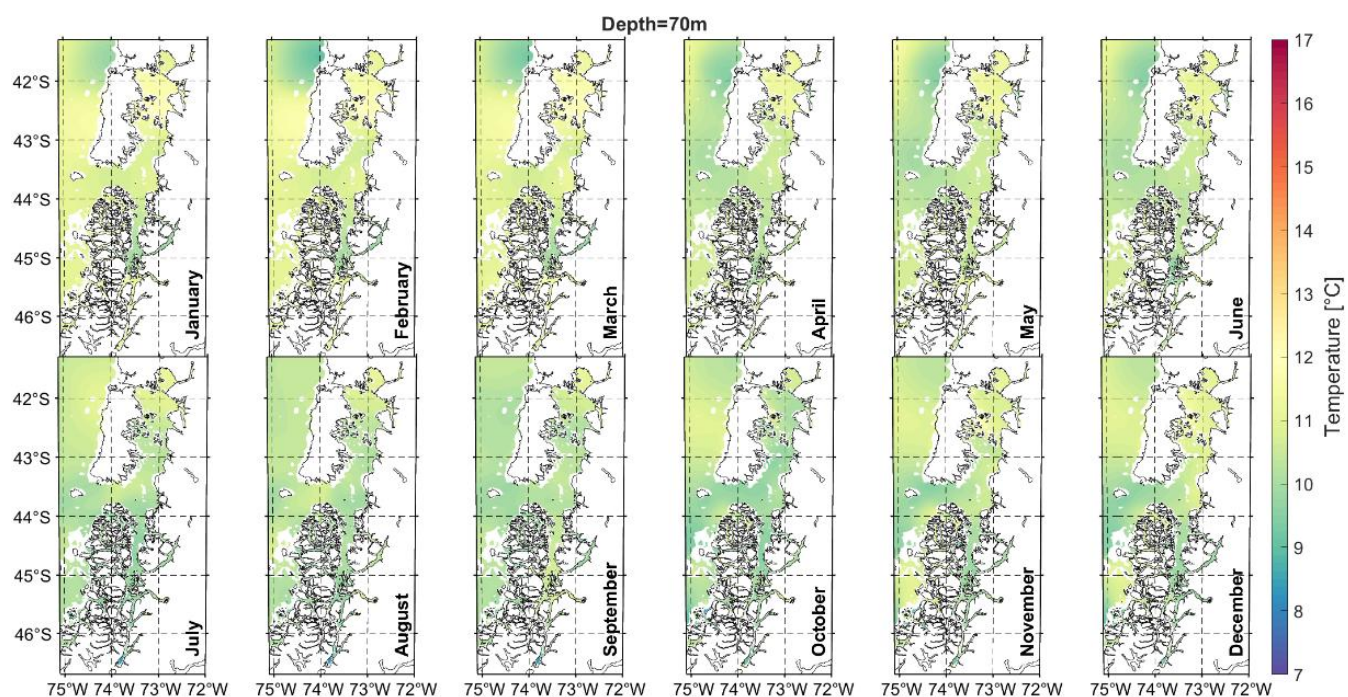 Depth=70m
42°S
43°S
44°S
45°S
46°S
January
February
March
April
May
June
42°S
43°S
44°S
45°S
46°S
July
August
September
October
November
December
75°W 74°W 73°W 72°W
75°W 74°W 73°W 72°W
75°W 74°W 73°W 72°W
75°W 74°W 73°W 72°W
75°W 74°W 73°W 72°W
75°W 74°W 73°W 72°W
17
16
15
14
13
12
11
10
9
8
7
Temperature [°C]